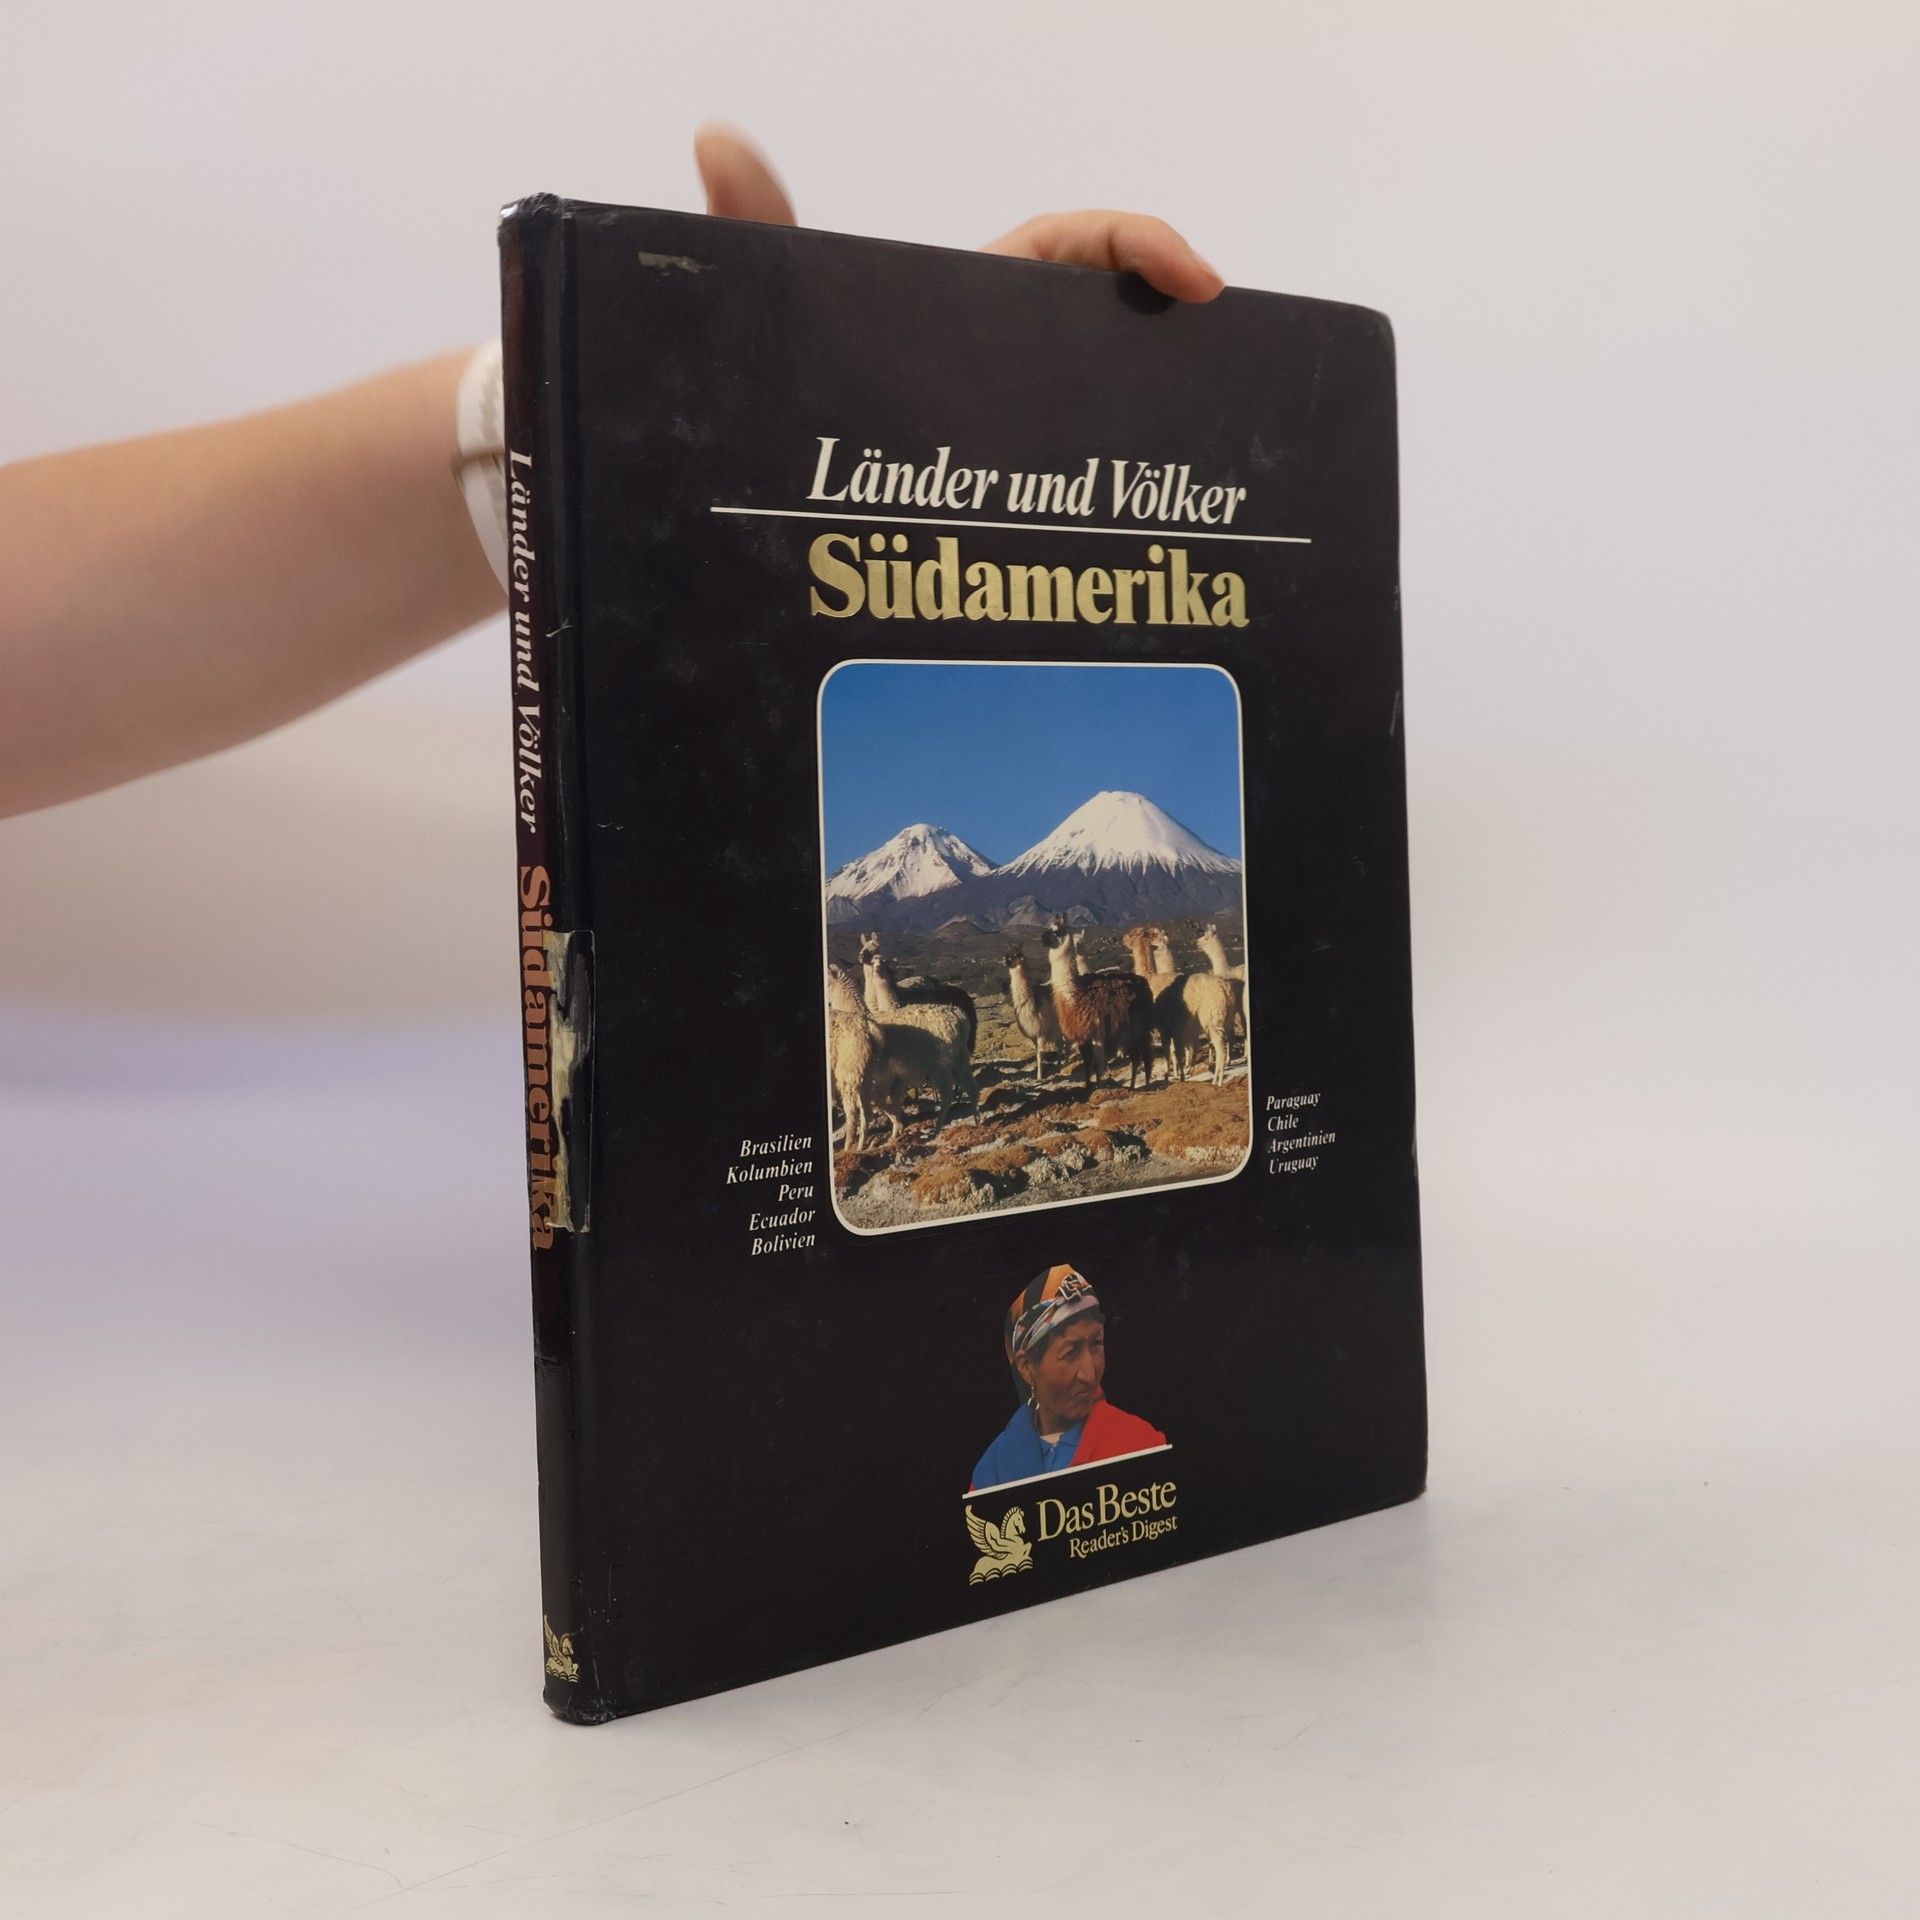 Länder und Völker Südamerika
Länder und Völker
Südamerika
Brasilien
Kolumbien
Peru
Ecuador
Bolivien
Paraguay
Chile
Argentinien
Uruguay
Das Beste
Reader's Digest